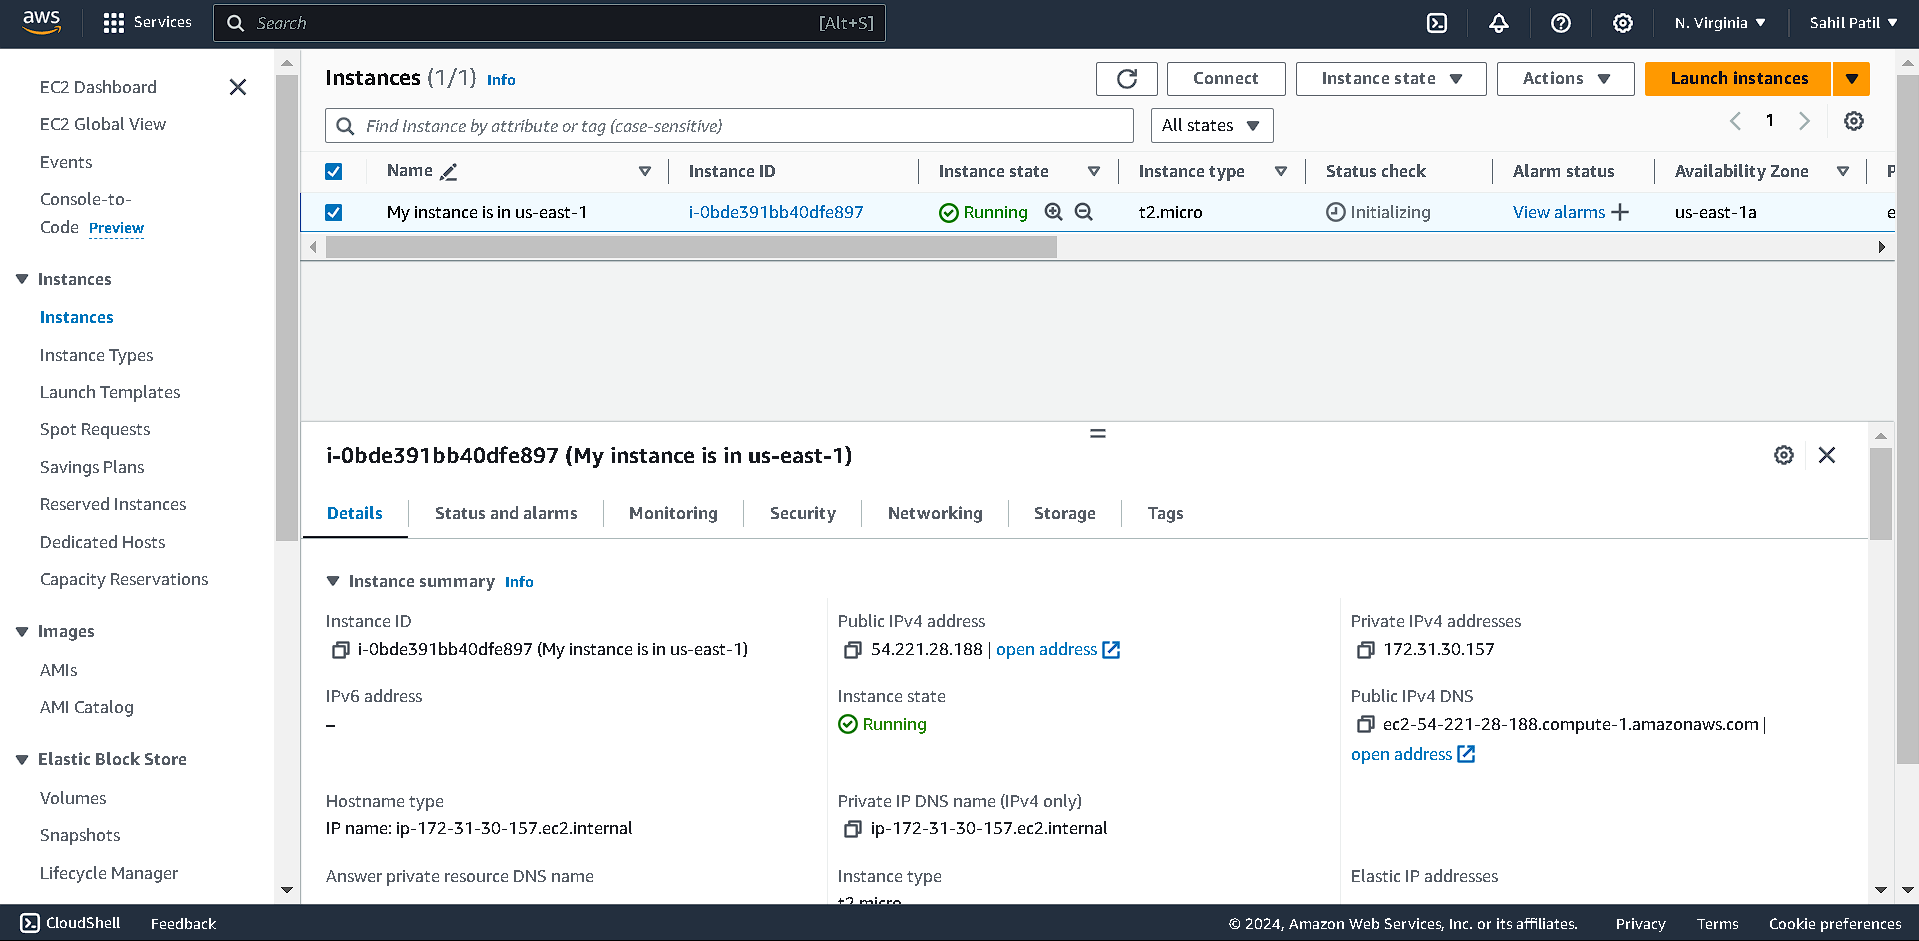 aws
Services
Search
[Alt+S]
N. Virginia
Sahil Patil
EC2 Dashboard
EC2 Global View
Events
Console-to-
Code Preview
Instances
Instances
Instance Types
Launch Templates
Spot Requests
Savings Plans
Reserved Instances
Dedicated Hosts
Capacity Reservations
Images
AMIs
AMI Catalog
Elastic Block Store
Volumes
Snapshots
Lifecycle Manager
Instances (1/1) Info
Connect
Instance state
Actions
Launch instances
Find Instance by attribute or tag (case-sensitive)
All states
1
Name
Instance ID
Instance state
Instance type
Status check
Alarm status
Availability Zone
P
My instance is in us-east-1
i-0bde391bb40dfe897
Running
t2.micro
Initializing
View alarms
us-east-1a
e
i-0bde391bb40dfe897 (My instance is in us-east-1)
Details
Status and alarms
Monitoring
Security
Networking
Storage
Tags
Instance summary Info
Instance ID
i-0bde391bb40dfe897 (My instance is in us-east-1)
Public IPv4 address
54.221.28.188 | open address
Private IPv4 addresses
172.31.30.157
IPv6 address
–
Instance state
Running
Public IPv4 DNS
ec2-54-221-28-188.compute-1.amazonaws.com |
open address
Hostname type
IP name: ip-172-31-30-157.ec2.internal
Private IP DNS name (IPv4 only)
ip-172-31-30-157.ec2.internal
Answer private resource DNS name
Instance type
t2.micro
Elastic IP addresses
CloudShell
Feedback
© 2024, Amazon Web Services, Inc. or its affiliates.
Privacy
Terms
Cookie preferences